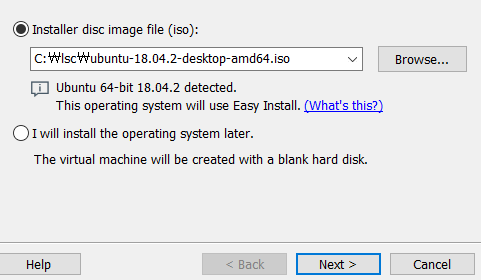 Installer disc image file (iso):
C:₩lsc₩ubuntu-18.04.2-desktop-amd64.iso
Browse...
Ubuntu 64-bit 18.04.2 detected.
This operating system will use Easy Install. (What's this?)
I will install the operating system later.
The virtual machine will be created with a blank hard disk.
Help < Back Next > Cancel